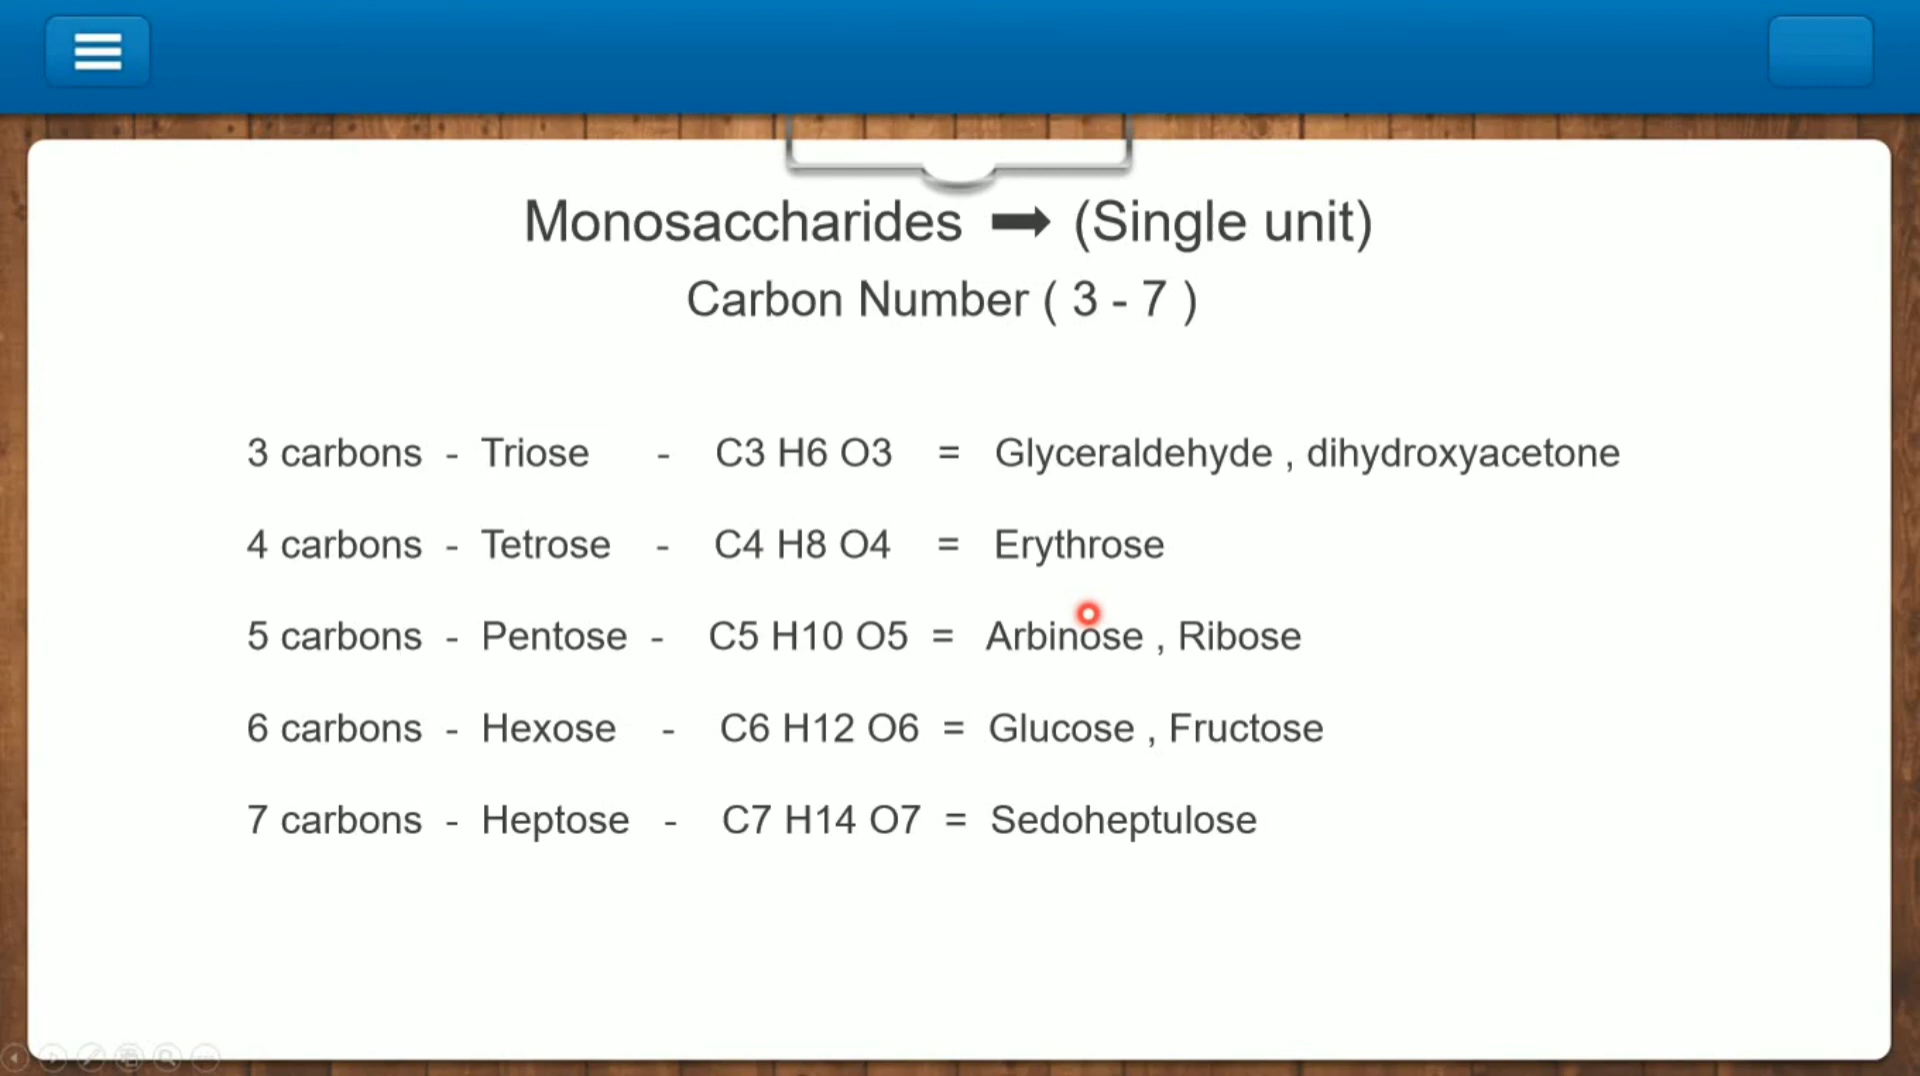 Monosaccharides ➡ (Single unit)
Carbon Number ( 3 - 7 )
3 carbons - Triose - C3 H6 O3 = Glyceraldehyde , dihydroxyacetone
4 carbons - Tetrose - C4 H8 O4 = Erythrose
5 carbons - Pentose - C5 H10 O5 = Arbinose , Ribose
6 carbons - Hexose - C6 H12 O6 = Glucose , Fructose
7 carbons - Heptose - C7 H14 O7 = Sedoheptulose